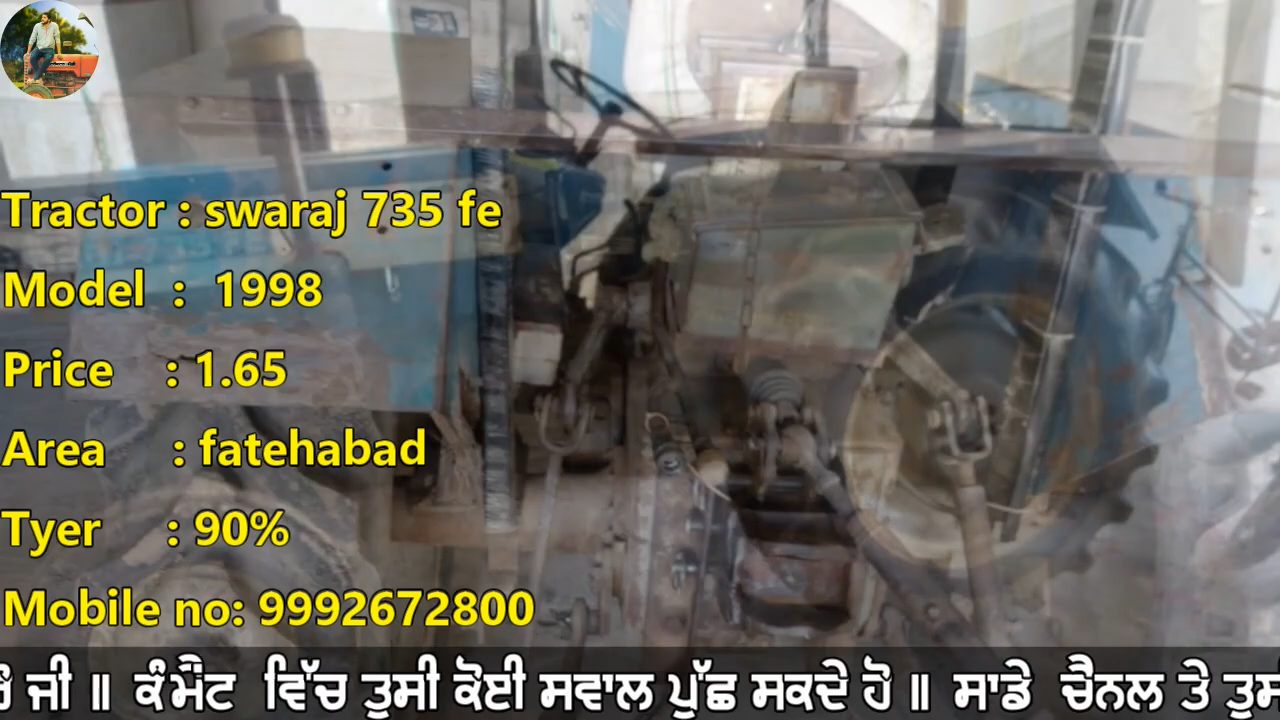 Tractor : swaraj 735 fe
Model : 1998
Price : 1.65
Area : fatehabad
Tyer : 90%
Mobile no: 9992672800
ਜੀ ॥ ਕੰਮੈਂਟ ਵਿੱਚ ਤੁਸੀ ਕੋਈ ਸਵਾਲ ਪੁੱਛ ਸਕਦੇ ਹੋ ॥ ਸਾਡੇ ਚੈਨਲ ਤੇ